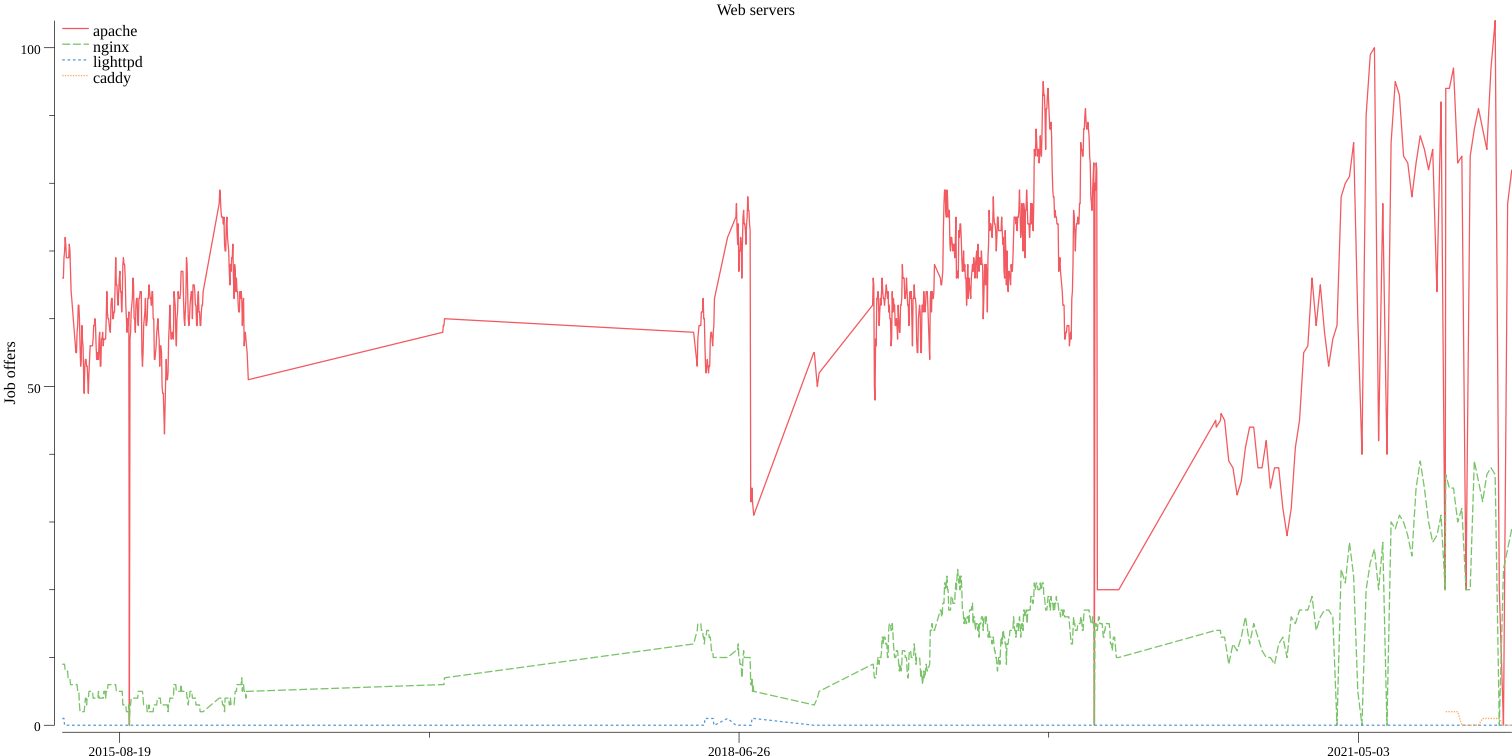 Web servers
apache
nginx
lighttpd
caddy
100
50
0
Job offers
2015-08-19
2018-06-26
2021-05-03